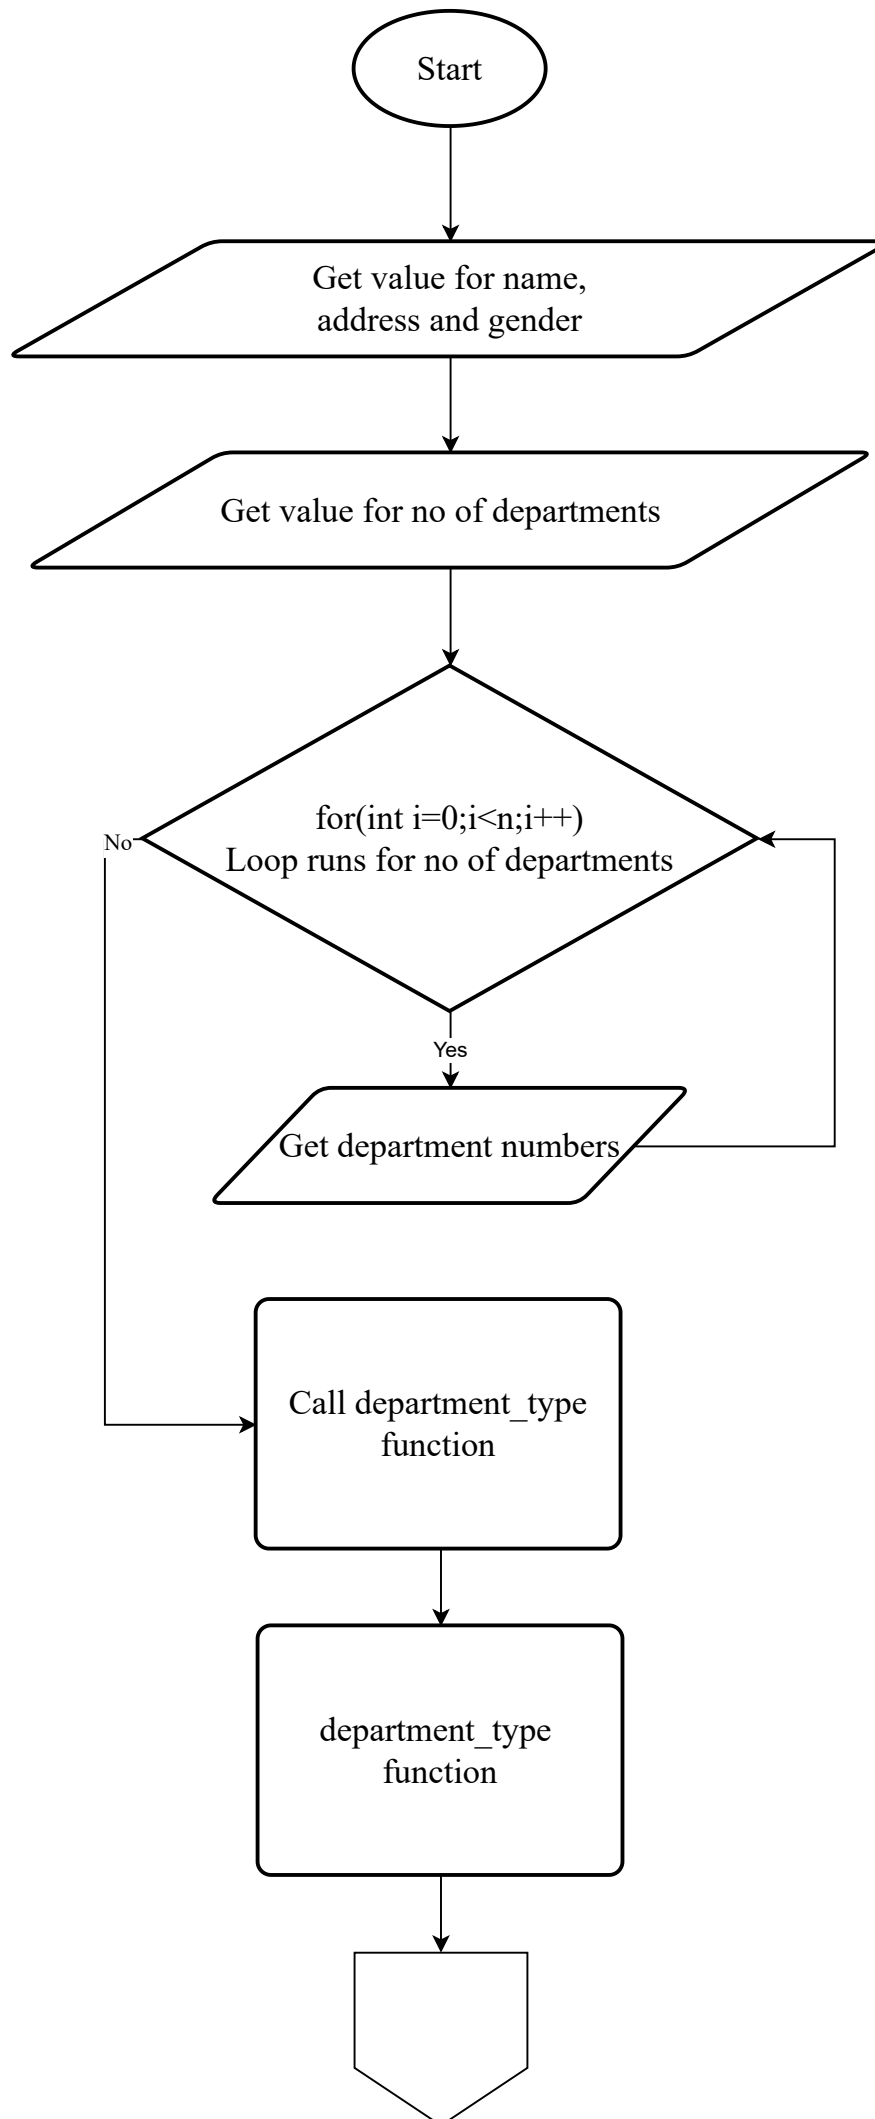 Start
Get value for name,
address and gender
Get value for no of departments
for(int i=0;i<n;i++)
Loop runs for no of departments
No
Yes
Get department numbers
Call department_type
function
department_type
function